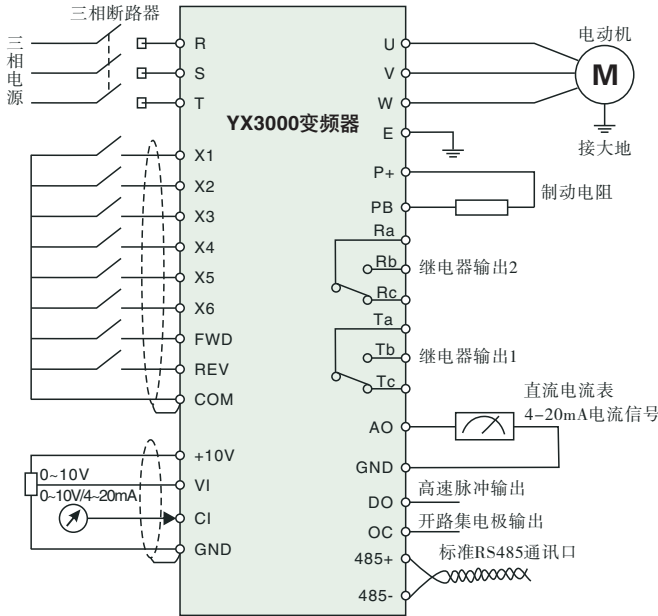 三相断路器
三相电源
R
S
T
YX3000变频器
X1
X2
X3
X4
X5
X6
FWD
REV
COM
+10V
0~10V
VI
0~10V/4~20mA
CI
GND
U
V
W
E
电动机
M
接大地
P+
PB
制动电阻
Ra
Rb
继电器输出2
Rc
Ta
Tb
继电器输出1
Tc
直流电流表
4-20mA电流信号
AO
GND
高速脉冲输出
DO
开路集电极输出
OC
标准RS485通讯口
485+
485-